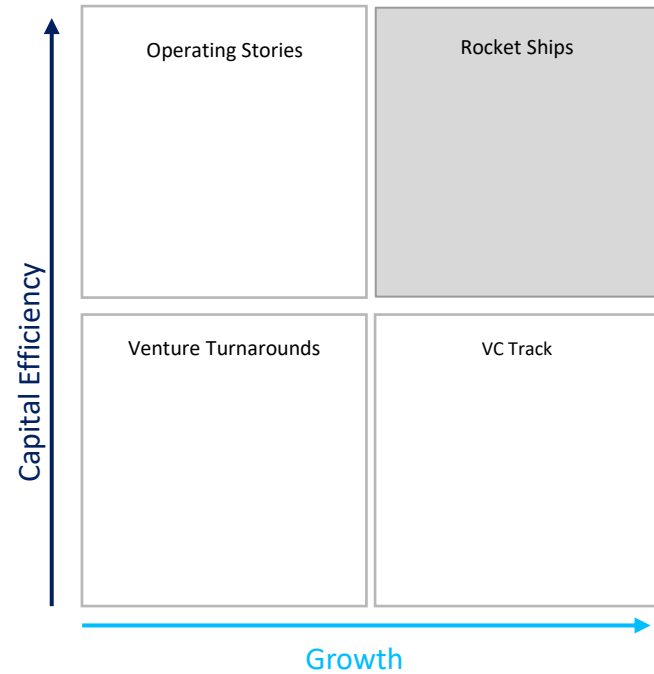 Operating Stories
Rocket Ships
Capital Efficiency
Venture Turnarounds
VC Track
Growth